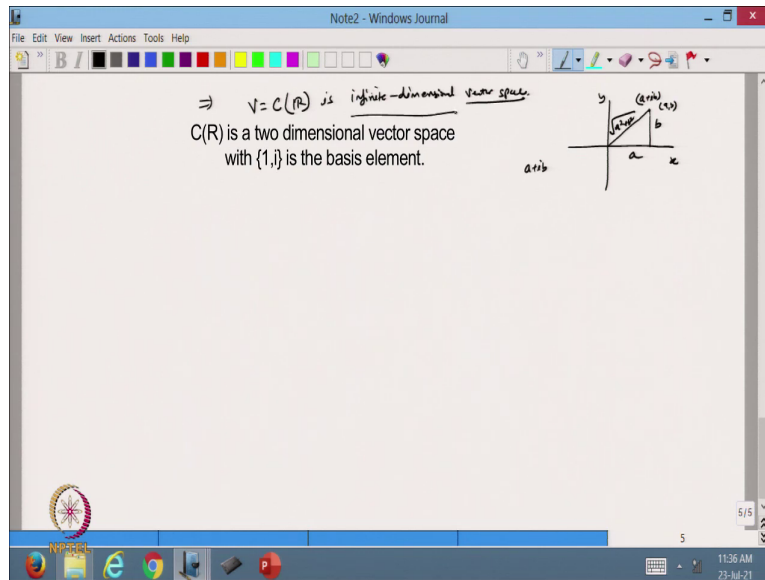 Note2 - Windows Journal
File Edit View Insert Actions Tools Help
⇒ V = C(R) is infinite-dimensional vector space.
C(R) is a two dimensional vector space
with {1,i} is the basis element.
y
(a+ib)
(a,b)
√a²+b²
b
a
x
a+ib
5/5
5
NPTEL
11:36 AM
23-Jul-21